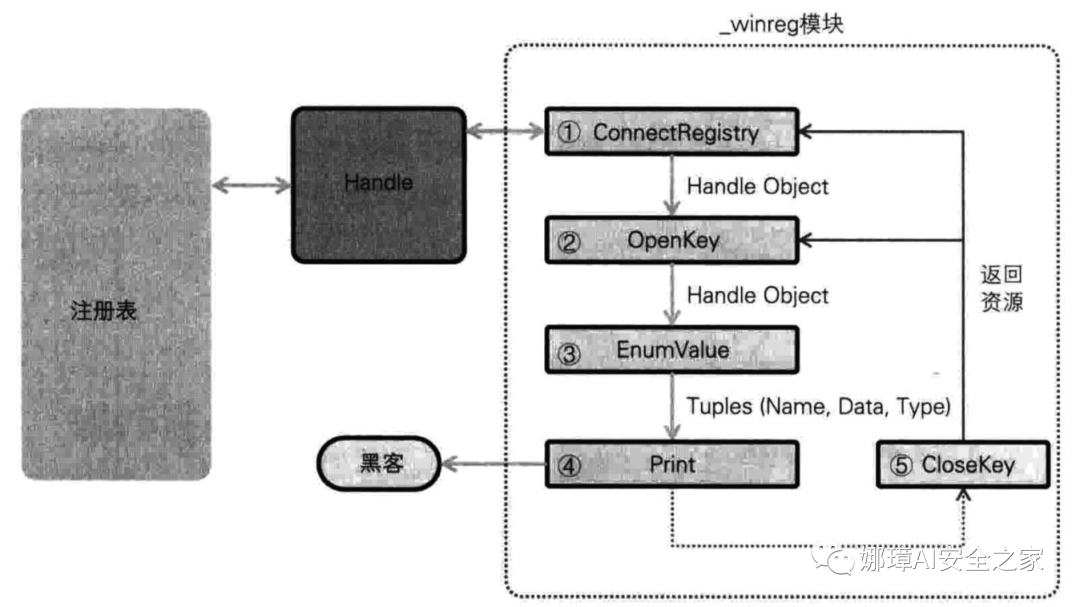 _winreg模块
① ConnectRegistry
Handle
Handle Object
② OpenKey
返回
资源
Handle Object
注册表
③ EnumValue
Tuples (Name, Data, Type)
黑客
④ Print
⑤ CloseKey
娜璋AI安全之家